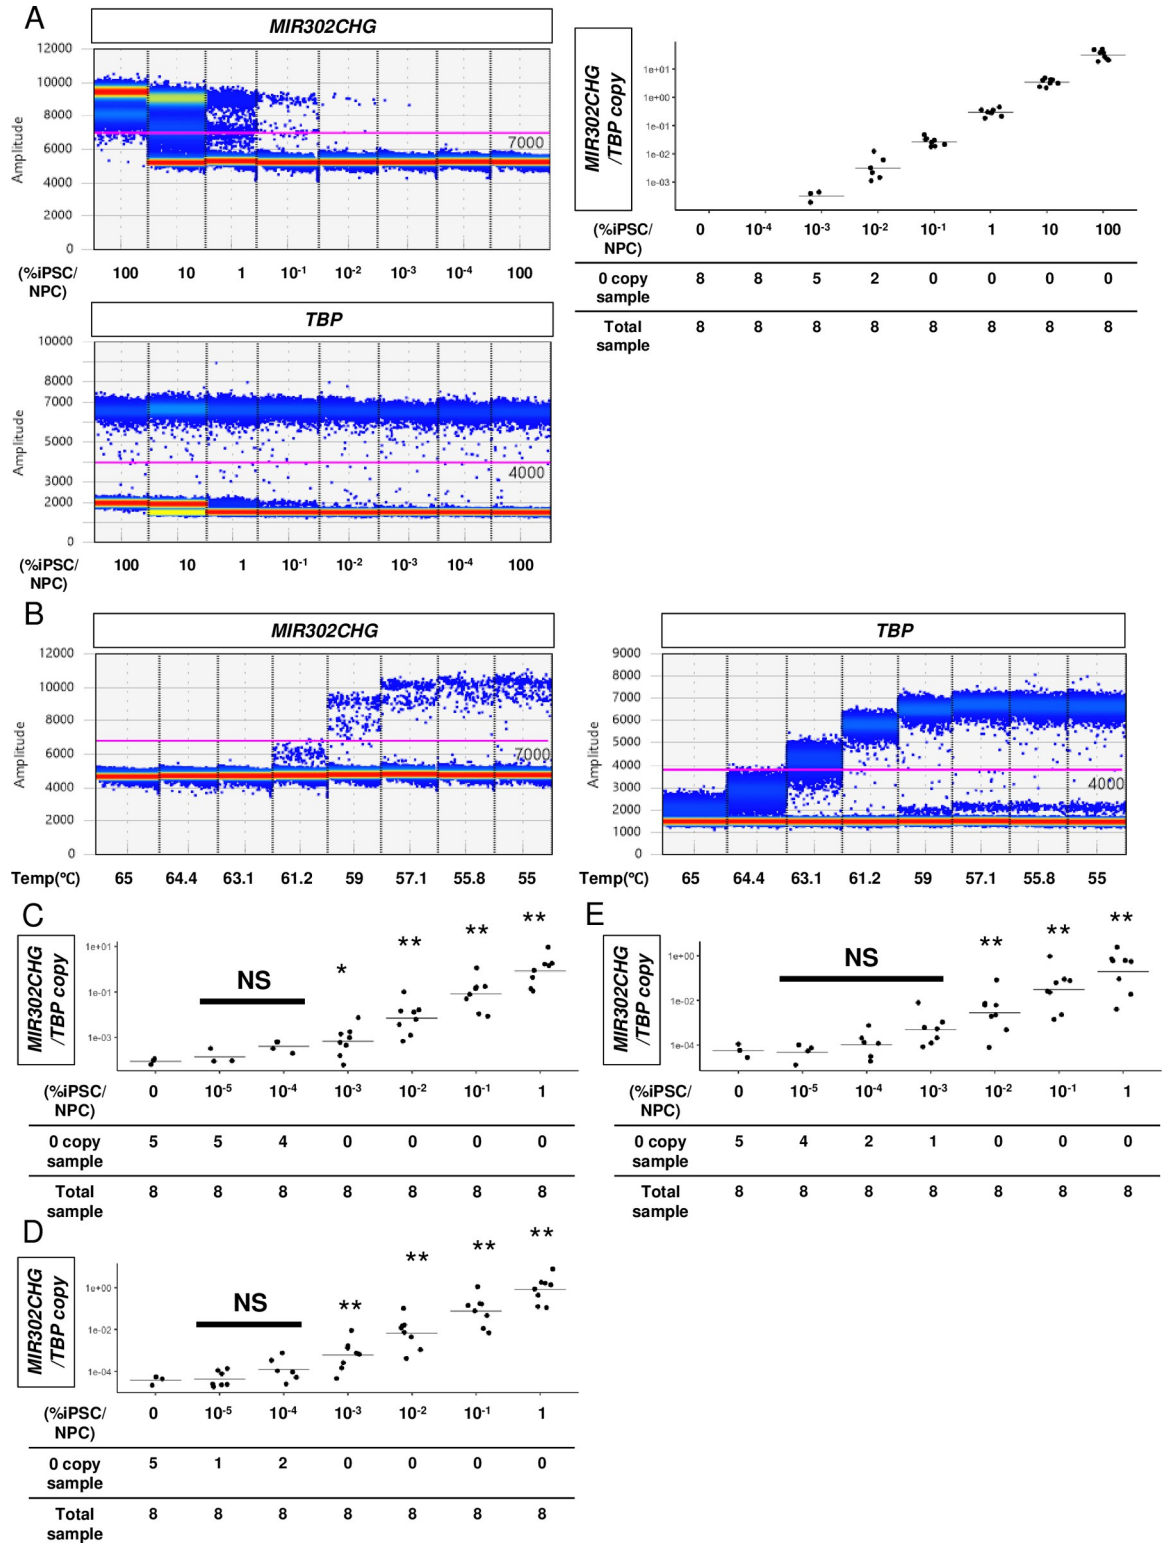 A
MIR302CHG
12000
10000
8000
7000
6000
4000
2000
0
Amplitude
(%iPSC/ 100 10 1 10-1 10-2 10-3 10-4 100
NPC)
MIR302CHG
/TBP copy
1e+01
1e+00
1e-01
1e-02
1e-03
(%iPSC/ 0 10-4 10-3 10-2 10-1 1 10 100
NPC)
0 copy 8 8 5 2 0 0 0 0
sample
Total 8 8 8 8 8 8 8 8
sample
TBP
10000
8000
7000
5000
4000
3000
2000
0
Amplitude
(%iPSC/ 100 10 1 10-1 10-2 10-3 10-4 100
NPC)
B
MIR302CHG
12000
10000
8000
7000
6000
4000
2000
0
Amplitude
Temp(℃) 65 64.4 63.1 61.2 59 57.1 55.8 55
TBP
9000
8000
7000
6000
5000
4000
4000
3000
2000
1000
0
Amplitude
Temp(℃) 65 64.4 63.1 61.2 59 57.1 55.8 55
C
MIR302CHG
/TBP copy
1e+01
1e-01
1e-03
NS
* ** ** **
(%iPSC/ 0 10-5 10-4 10-3 10-2 10-1 1
NPC)
0 copy 5 5 4 0 0 0 0
sample
Total 8 8 8 8 8 8 8
sample
E
MIR302CHG
/TBP copy
1e+00
1e-02
1e-04
NS
** ** **
(%iPSC/ 0 10-5 10-4 10-3 10-2 10-1 1
NPC)
0 copy 5 4 2 1 0 0 0
sample
Total 8 8 8 8 8 8 8
sample
D
MIR302CHG
/TBP copy
1e+00
1e-02
1e-04
NS
** ** ** **
(%iPSC/ 0 10-5 10-4 10-3 10-2 10-1 1
NPC)
0 copy 5 1 2 0 0 0 0
sample
Total 8 8 8 8 8 8 8
sample